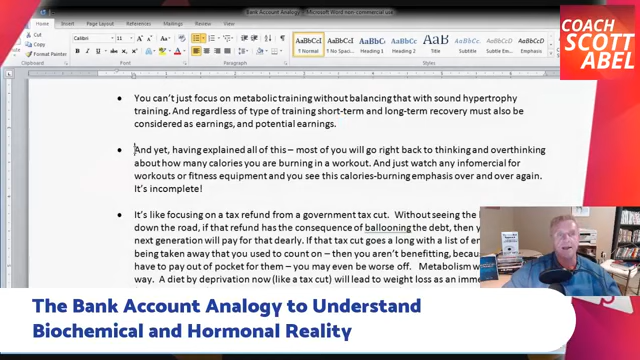 Bank Account Analogy - Microsoft Word non-commercial use
Home Insert Page Layout References Mailings Review View
Cut
Copy
Format Painter
Calibri 11
AaBbCcI AaBbCcI AaBbC AaBbCc AaB AaBbCcl AaBbCcD AaBbCcI
¶ Normal ¶ No Spaci... Heading 1 Heading 2 Title Subtitle Subtle Em... Emphasis
COACH
SCOTT
ABEL
• You can't just focus on metabolic training without balancing that with sound hypertrophy
training. And regardless of type of training short-term and long-term recovery must also be
considered as earnings, and potential earnings.
• And yet, having explained all of this – most of you will go right back to thinking and overthinking
about how many calories you are burning in a workout. And just watch any infomercial for
workouts or fitness equipment and you see this calories-burning emphasis over and over again.
It's incomplete!
• It's like focusing on a tax refund from a government tax cut. Without seeing the
down the road, if that refund has the consequence of ballooning the debt, then
next generation will pay for that dearly. If that tax cut goes a long with a list of
being taken away that you used to count on – then you aren't benefitting,
have to pay out of pocket for them – you may even be worse off. Metabolism
way. A diet by deprivation now (like a tax cut) will lead to weight loss as an
The Bank Account Analogy to Understand
Biochemical and Hormonal Reality